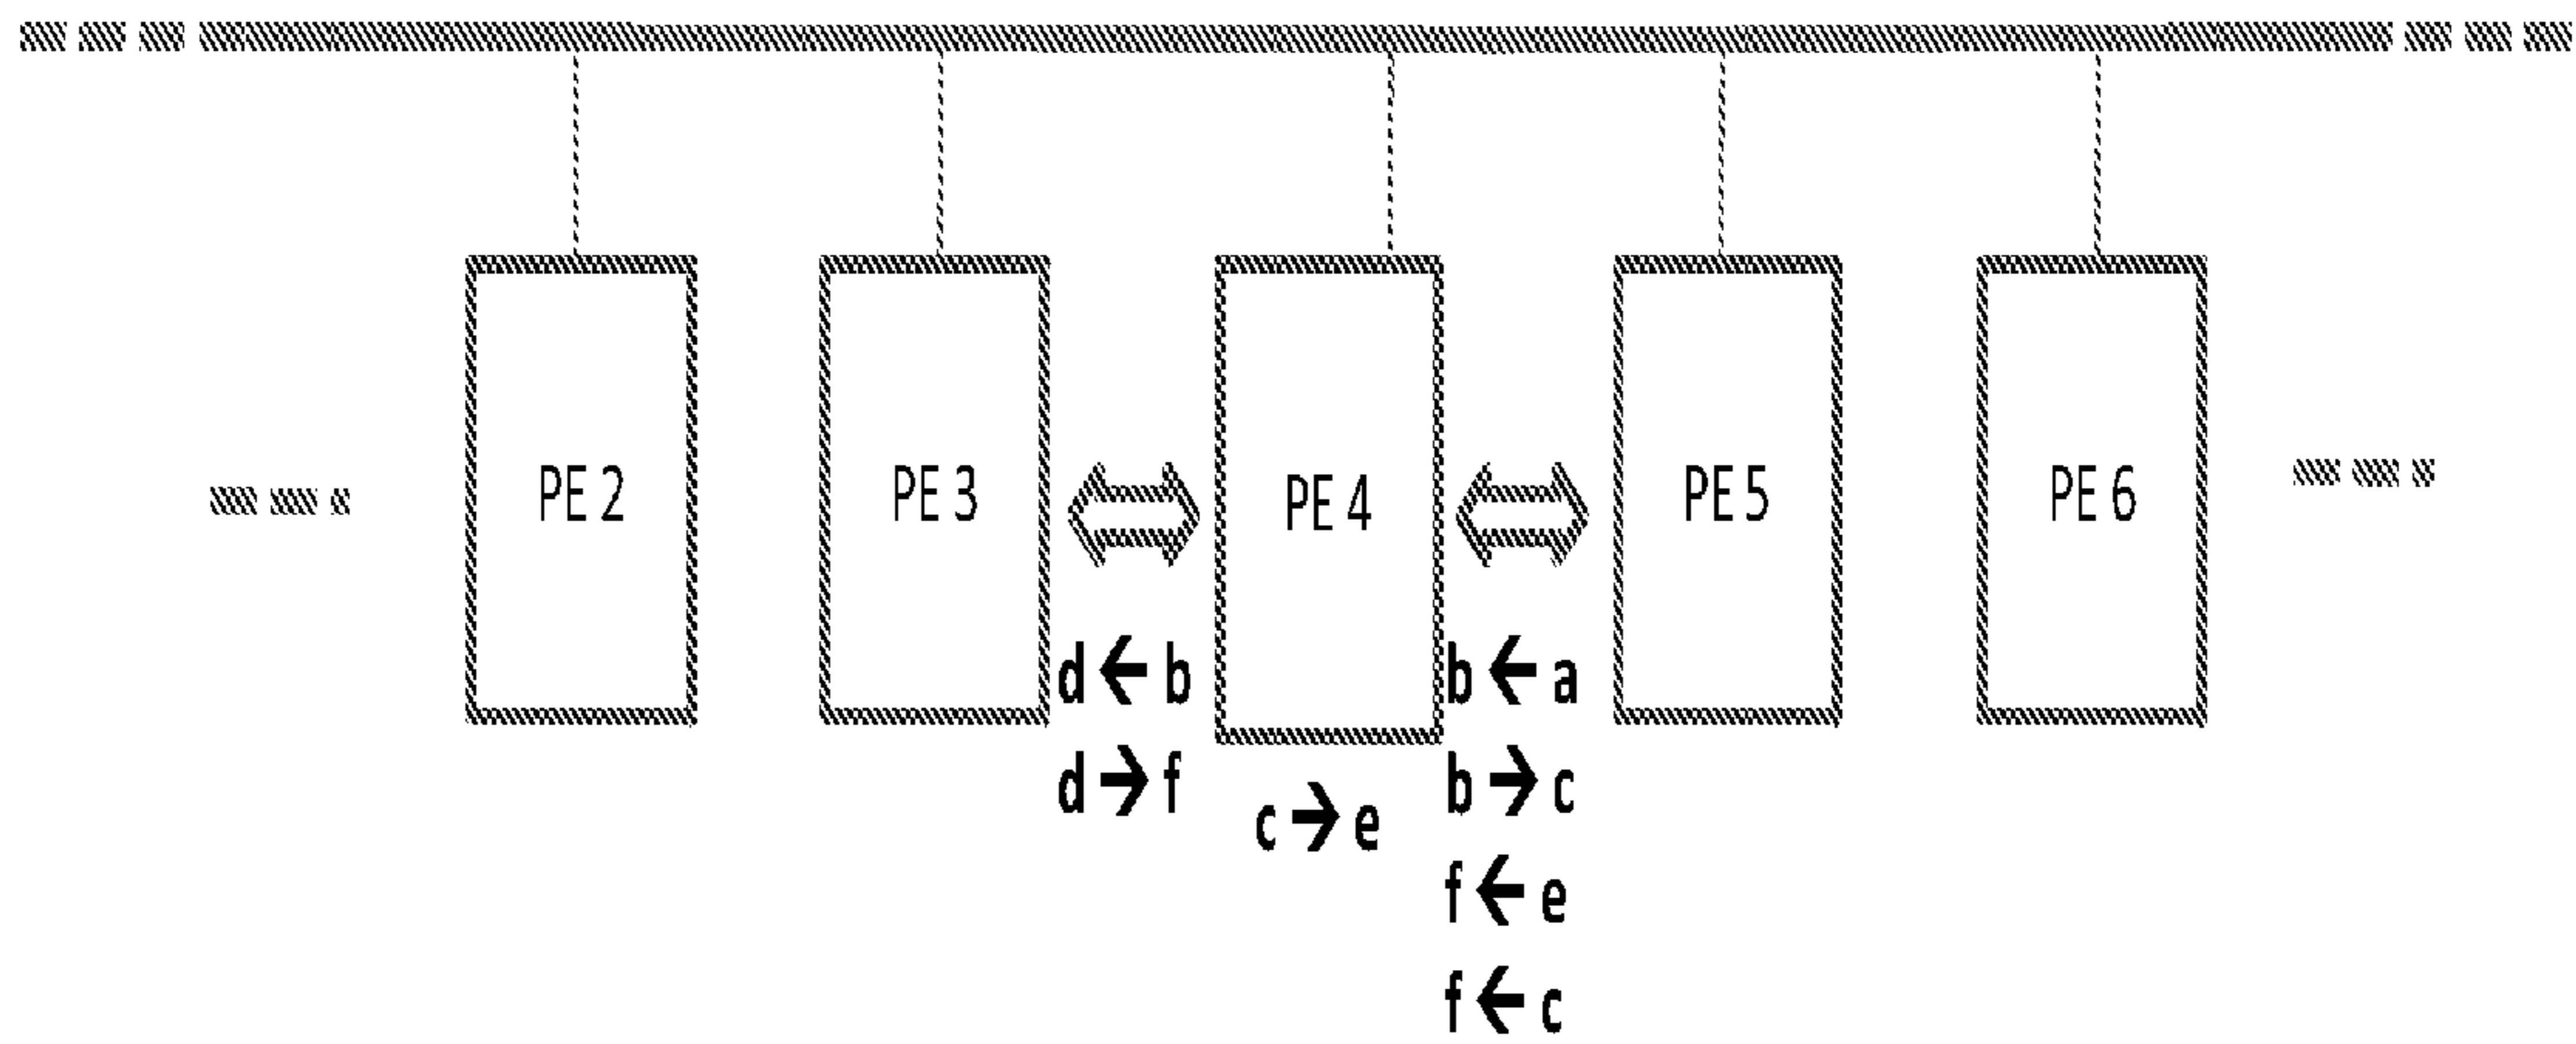 PE 2 PE 3 PE 4 PE 5 PE 6
d ← b b ← a
d → f b → c
c → e
f ← e
f ← c